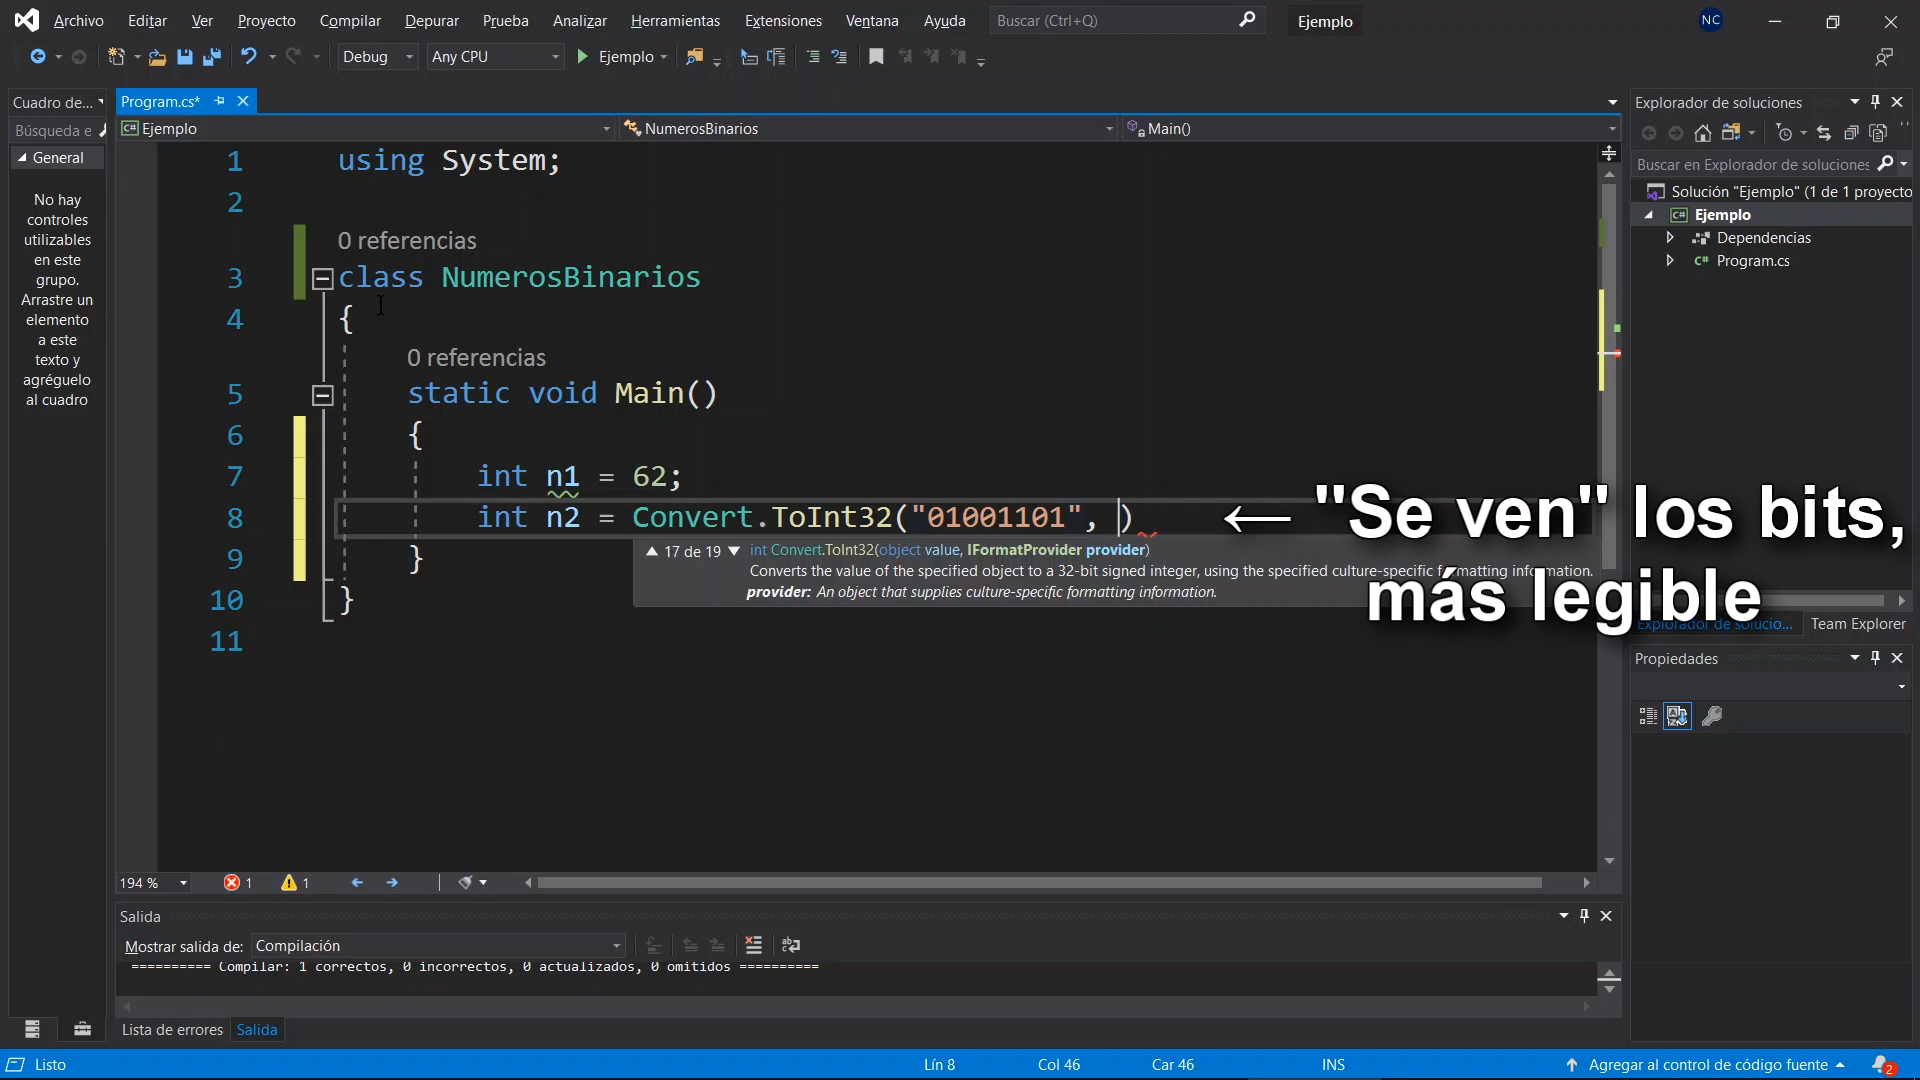 Archivo Editar Ver Proyecto Compilar Depurar Prueba Analizar Herramientas Extensiones Ventana Ayuda Buscar (Ctrl+Q) Ejemplo NC
Debug Any CPU Ejemplo
Cuadro de...
Búsqueda e
General
No hay
controles
utilizables
en este
grupo.
Arrastre un
elemento
a este
texto y
agréguelo
al cuadro
Program.cs*
Ejemplo NumerosBinarios Main()
1 using System;
2
0 referencias
3 class NumerosBinarios
4 {
0 referencias
5 static void Main()
6 {
7 int n1 = 62;
8 int n2 = Convert.ToInt32("01001101", )
9 }
10 }
11
17 de 19 int Convert.ToInt32(object value, IFormatProvider provider)
Converts the value of the specified object to a 32-bit signed integer, using the specified culture-specific formatting information.
provider: An object that supplies culture-specific formatting information.
← "Se ven" los bits,
más legible
194 % 1 1
Salida
Mostrar salida de: Compilación
========== Compilar: 1 correctos, 0 incorrectos, 0 actualizados, 0 omitidos ==========
Lista de errores Salida
Explorador de soluciones
Buscar en Explorador de soluciones
Solución "Ejemplo" (1 de 1 proyecto
Ejemplo
Dependencias
Program.cs
Explorador de solucio... Team Explorer
Propiedades
Listo Lín 8 Col 46 Car 46 INS Agregar al control de código fuente 2